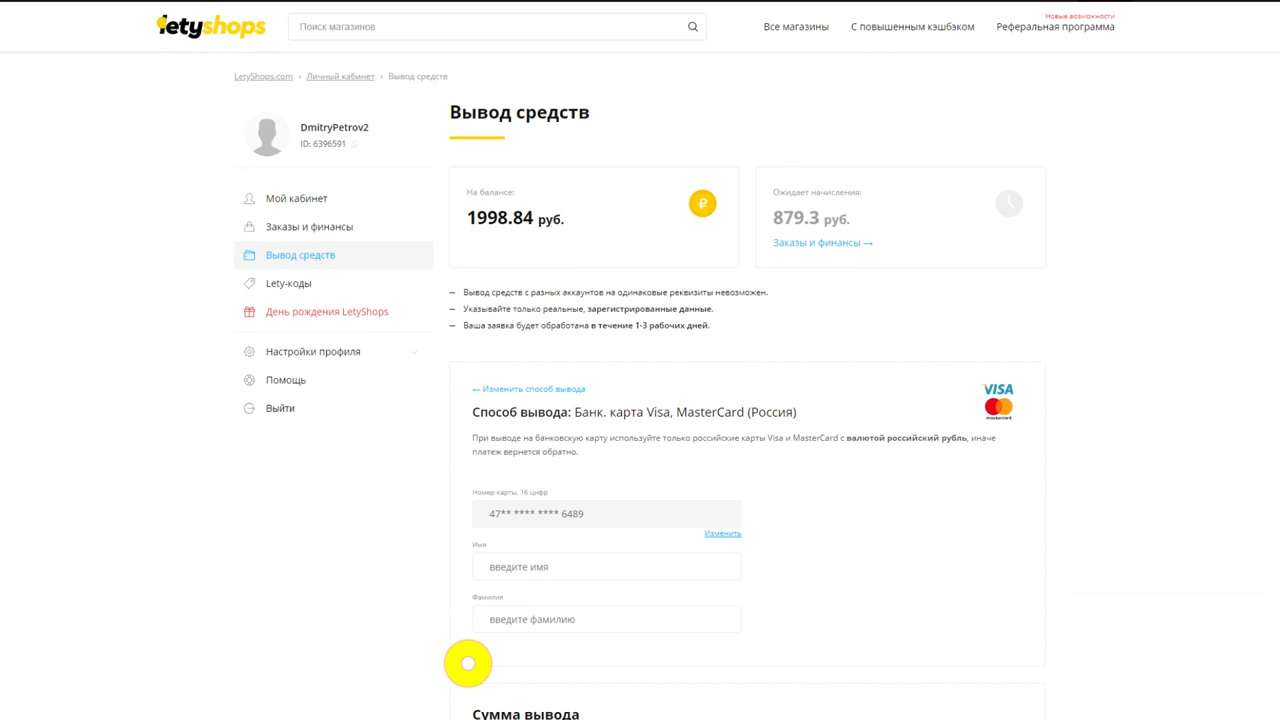 letyshops
Поиск магазинов
Все магазины
С повышенным кэшбэком
Новые возможности
Реферальная программа
LetyShops.com › Личный кабинет › Вывод средств
DmitryPetrov2
ID: 6396591
Мой кабинет
Заказы и финансы
Вывод средств
Lety-коды
День рождения LetyShops
Настройки профиля
Помощь
Выйти
Вывод средств
На балансе:
1998.84 руб.
₽
Ожидает начисления:
879.3 руб.
Заказы и финансы →
— Вывод средств с разных аккаунтов на одинаковые реквизиты невозможен.
— Указывайте только реальные, зарегистрированные данные.
— Ваша заявка будет обработана в течение 1-3 рабочих дней.
← Изменить способ вывода
VISA
mastercard
Способ вывода: Банк. карта Visa, MasterCard (Россия)
При выводе на банковскую карту используйте только российские карты Visa и MasterCard с валютой российский рубль, иначе
платеж вернется обратно.
Номер карты, 16 цифр
47** **** **** 6489
Изменить
Имя
введите имя
Фамилия
введите фамилию
Сумма вывода